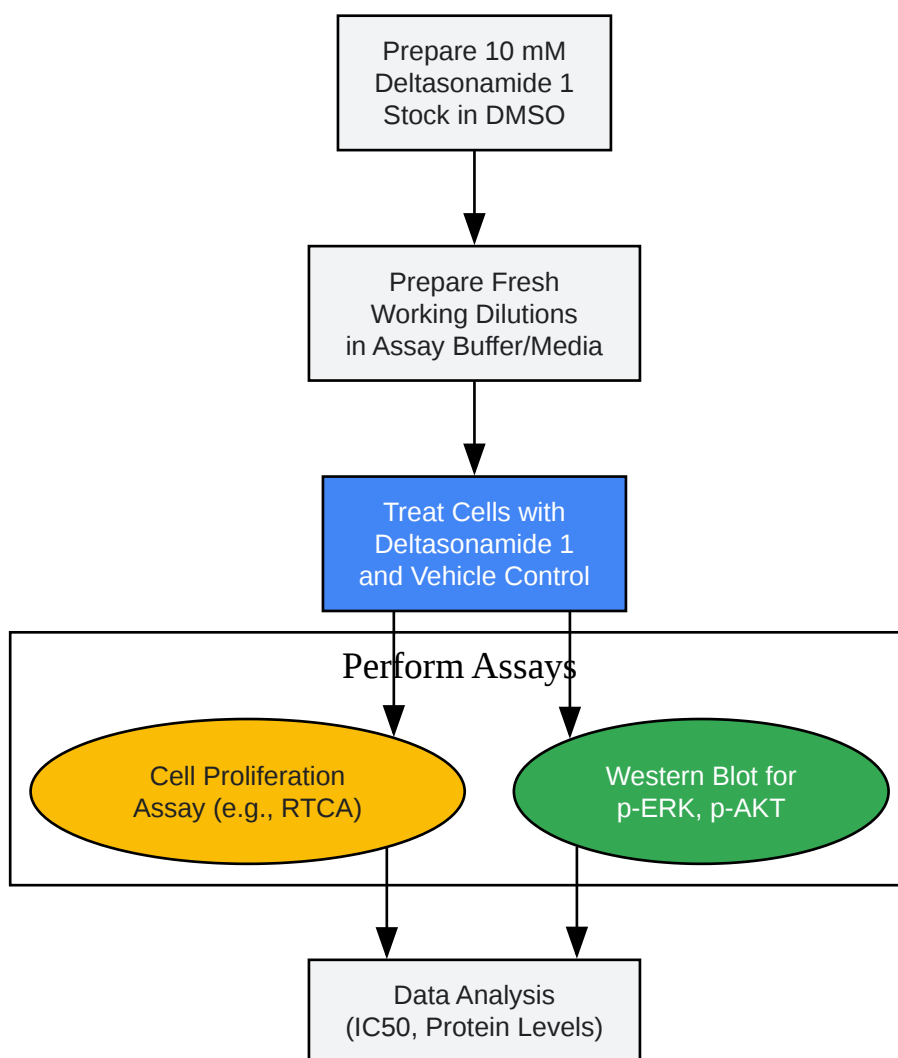 Prepare 10 mM
Deltasonamide 1
Stock in DMSO
Prepare Fresh
Working Dilutions
in Assay Buffer/Media
Treat Cells with
Deltasonamide 1
and Vehicle Control
Perform Assays
Cell Proliferation
Assay (e.g., RTCA)
Western Blot for
p-ERK, p-AKT
Data Analysis
(IC50, Protein Levels)